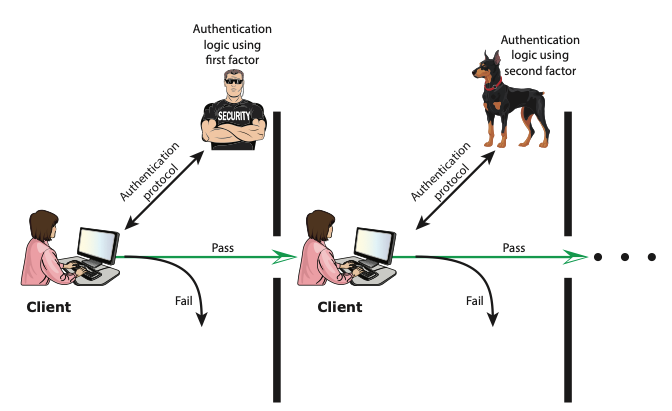 Authentication
logic using
first factor
SECURITY
Authentication
protocol
Pass
Fail
Client
Authentication
logic using
second factor
Authentication
protocol
Pass
Fail
Client